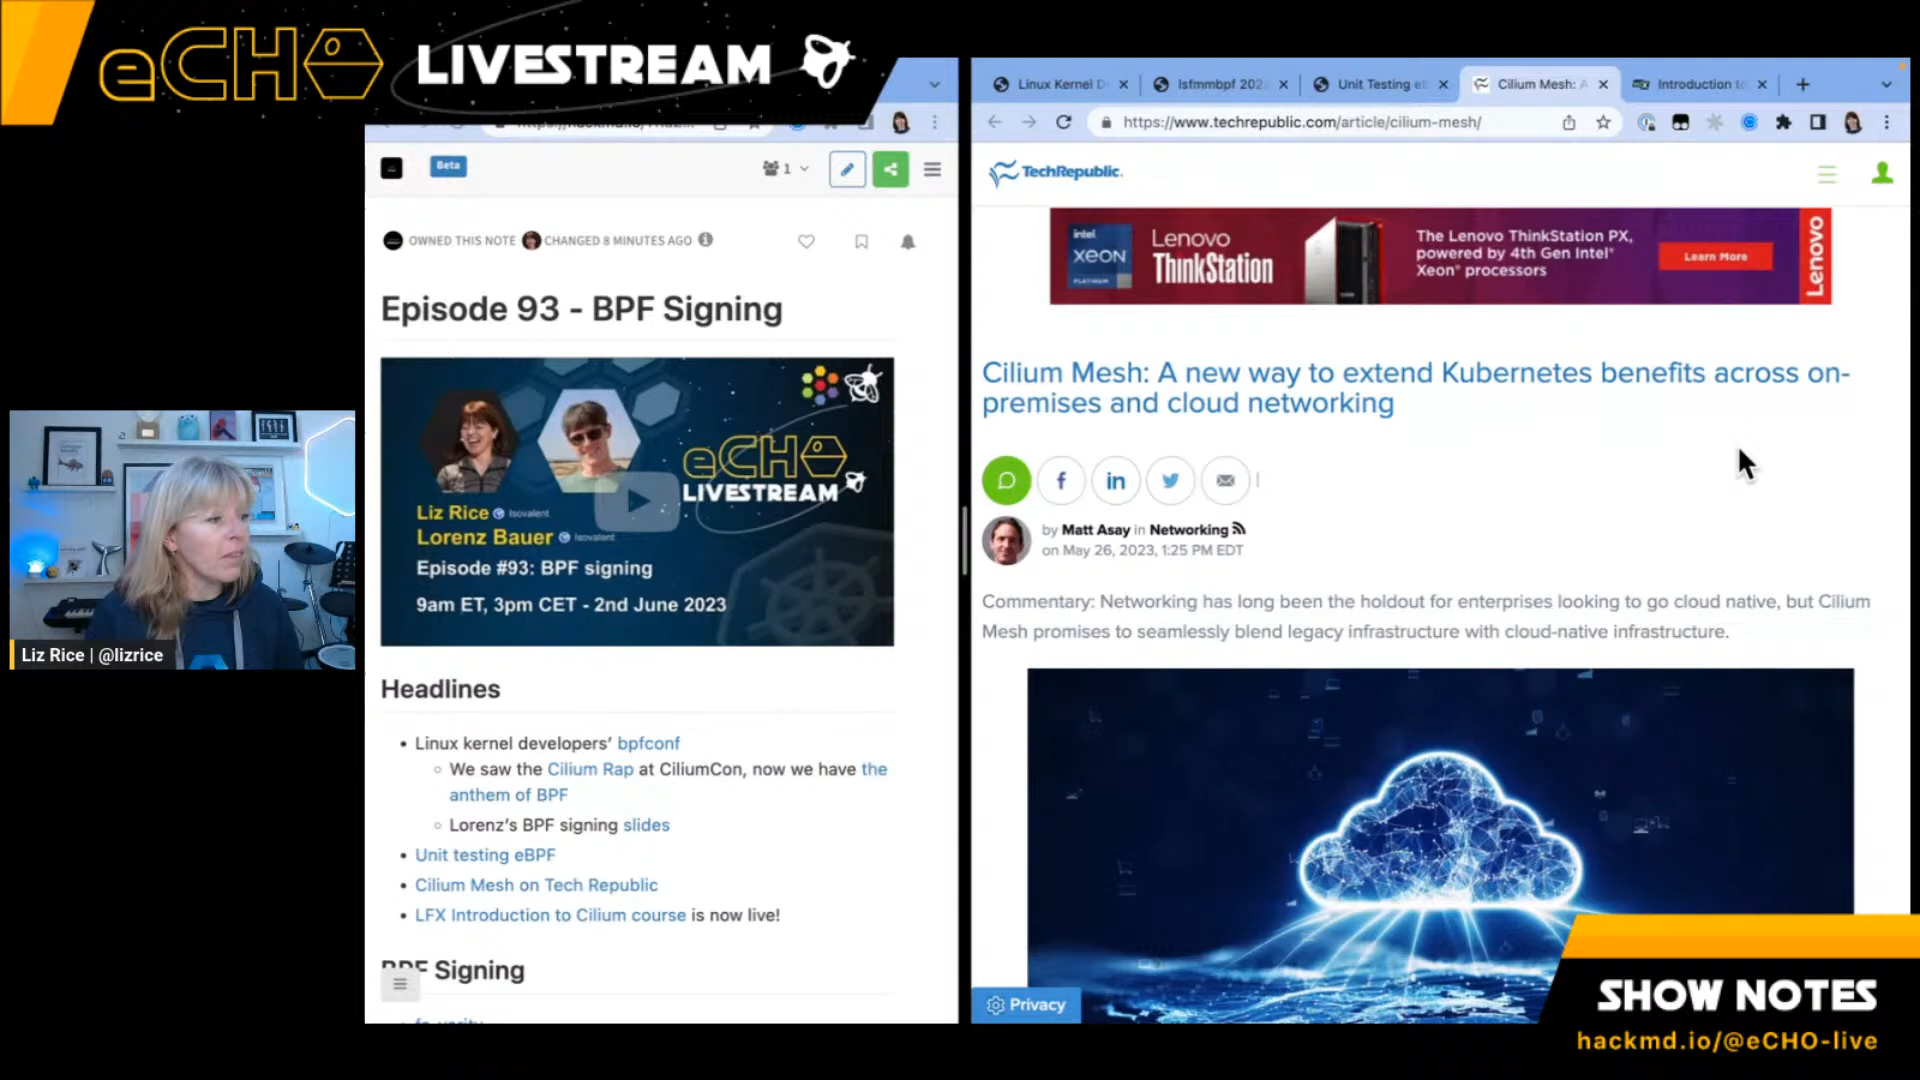 eCHO LIVESTREAM
Beta
1
OWNED THIS NOTE CHANGED 8 MINUTES AGO
Episode 93 - BPF Signing
eCHO
LIVESTREAM
Liz Rice Isovalent
Lorenz Bauer Isovalent
Episode #93: BPF signing
9am ET, 3pm CET - 2nd June 2023
Headlines
• Linux kernel developers’ bpfconf
◦ We saw the Cilium Rap at CiliumCon, now we have the
anthem of BPF
◦ Lorenz’s BPF signing slides
• Unit testing eBPF
• Cilium Mesh on Tech Republic
• LFX Introduction to Cilium course is now live!
BPF Signing
Liz Rice | @lizrice
Linux Kernel D
lsfmmbpf 202
Unit Testing eB
Cilium Mesh: A
Introduction to
https://www.techrepublic.com/article/cilium-mesh/
TechRepublic.
intel
XEON
PLATINUM
Lenovo
ThinkStation
The Lenovo ThinkStation PX,
powered by 4th Gen Intel®
Xeon® processors
Learn More
Lenovo
Cilium Mesh: A new way to extend Kubernetes benefits across on-
premises and cloud networking
by Matt Asay in Networking
on May 26, 2023, 1:25 PM EDT
Commentary: Networking has long been the holdout for enterprises looking to go cloud native, but Cilium
Mesh promises to seamlessly blend legacy infrastructure with cloud-native infrastructure.
Privacy
SHOW NOTES
hackmd.io/@eCHO-live